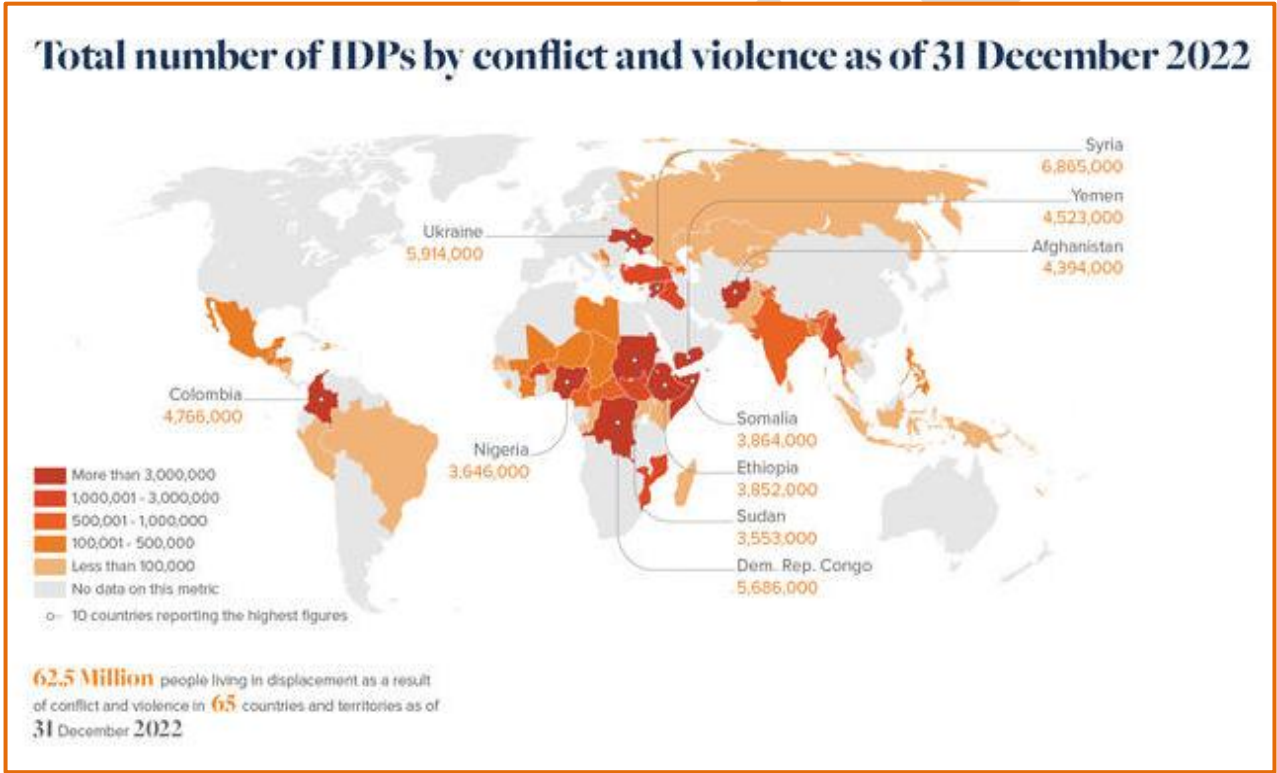 Total number of IDPs by conflict and violence as of 31 December 2022
Syria
6,865,000
Yemen
4,523,000
Ukraine
5,914,000
Afghanistan
4,394,000
Colombia
4,766,000
Nigeria
3,646,000
Somalia
3,864,000
Ethiopia
3,852,000
Sudan
3,553,000
Dem. Rep. Congo
5,686,000
More than 3,000,000
1,000,001 - 3,000,000
500,001 - 1,000,000
100,001 - 500,000
Less than 100,000
No data on this metric
10 countries reporting the highest figures
62.5 Million people living in displacement as a result
of conflict and violence in 65 countries and territories as of
31 December 2022